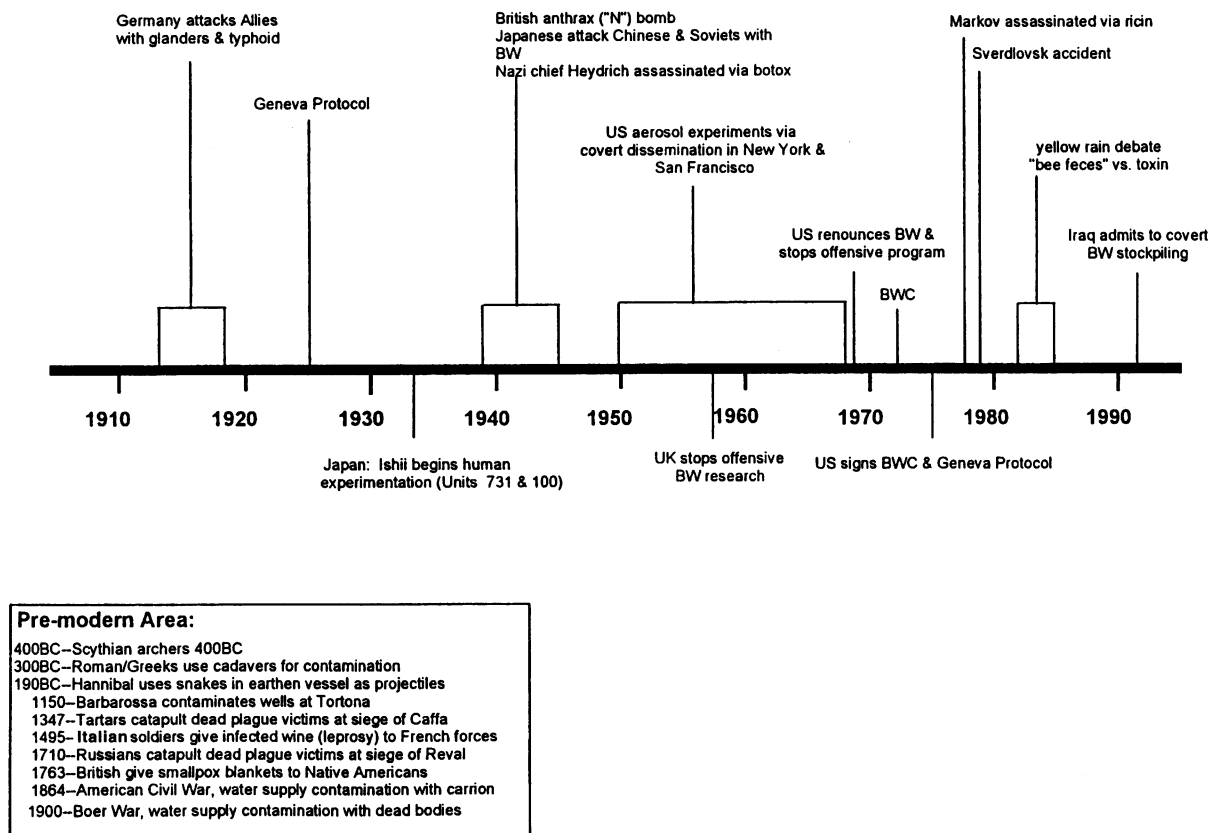 Germany attacks Allies
with glanders & typhoid
Geneva Protocol
British anthrax ("N") bomb
Japanese attack Chinese & Soviets with
BW
Nazi chief Heydrich assassinated via botox
US aerosol experiments via
covert dissemination in New York &
San Francisco
US renounces BW &
stops offensive program
BWC
Markov assassinated via ricin
Sverdlovsk accident
yellow rain debate
"bee feces" vs. toxin
Iraq admits to covert
BW stockpiling
1910 1920 1930 1940 1950 1960 1970 1980 1990
Japan: Ishii begins human
experimentation (Units 731 & 100)
UK stops offensive
BW research
US signs BWC & Geneva Protocol
Pre-modern Area:
400BC--Scythian archers 400BC
300BC--Roman/Greeks use cadavers for contamination
190BC--Hannibal uses snakes in earthen vessel as projectiles
1150--Barbarossa contaminates wells at Tortona
1347--Tartars catapult dead plague victims at siege of Caffa
1495--Italian soldiers give infected wine (leprosy) to French forces
1710--Russians catapult dead plague victims at siege of Reval
1763--British give smallpox blankets to Native Americans
1864--American Civil War, water supply contamination with carrion
1900--Boer War, water supply contamination with dead bodies